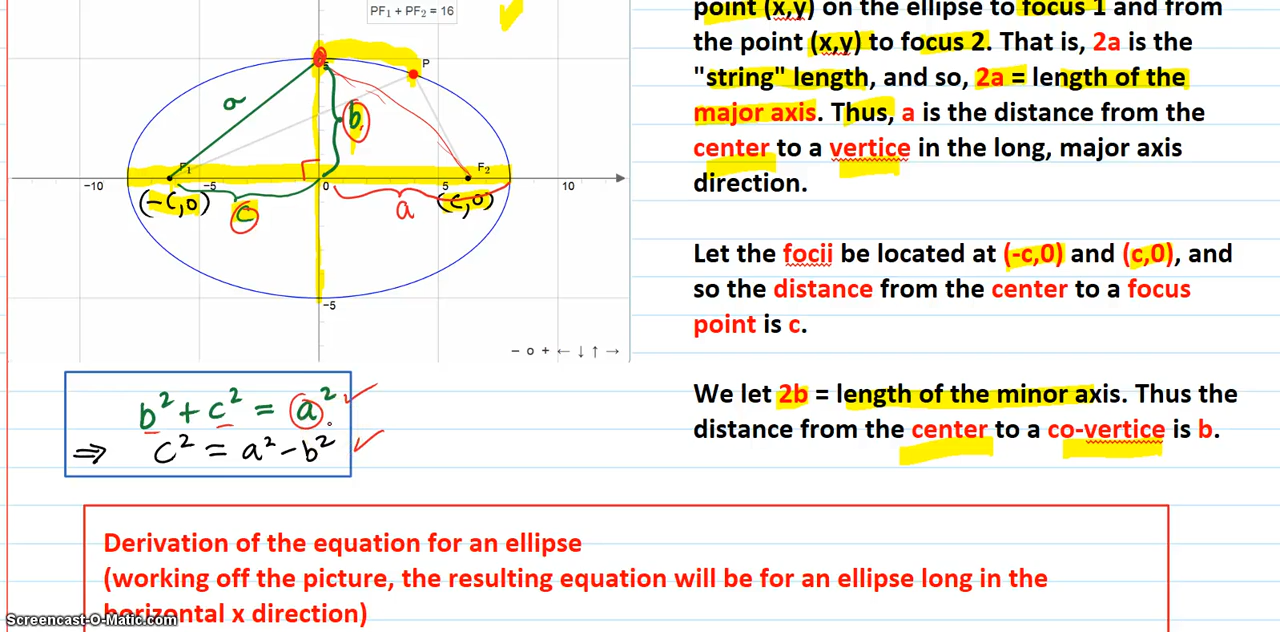 PF1 + PF2 = 16
P
a
b
F1
F2
−10
−5
0
5
10
(-c,0)
c
a
(c,0)
−5
− o + ← ↓ ↑ →
b² + c² = a²
⇒ c² = a² - b²
point (x,y) on the ellipse to focus 1 and from
the point (x,y) to focus 2. That is, 2a is the
"string" length, and so, 2a = length of the
major axis. Thus, a is the distance from the
center to a vertice in the long, major axis
direction.
Let the focii be located at (-c,0) and (c,0), and
so the distance from the center to a focus
point is c.
We let 2b = length of the minor axis. Thus the
distance from the center to a co-vertice is b.
Derivation of the equation for an ellipse
(working off the picture, the resulting equation will be for an ellipse long in the
horizontal x direction)
Screencast-O-Matic.com